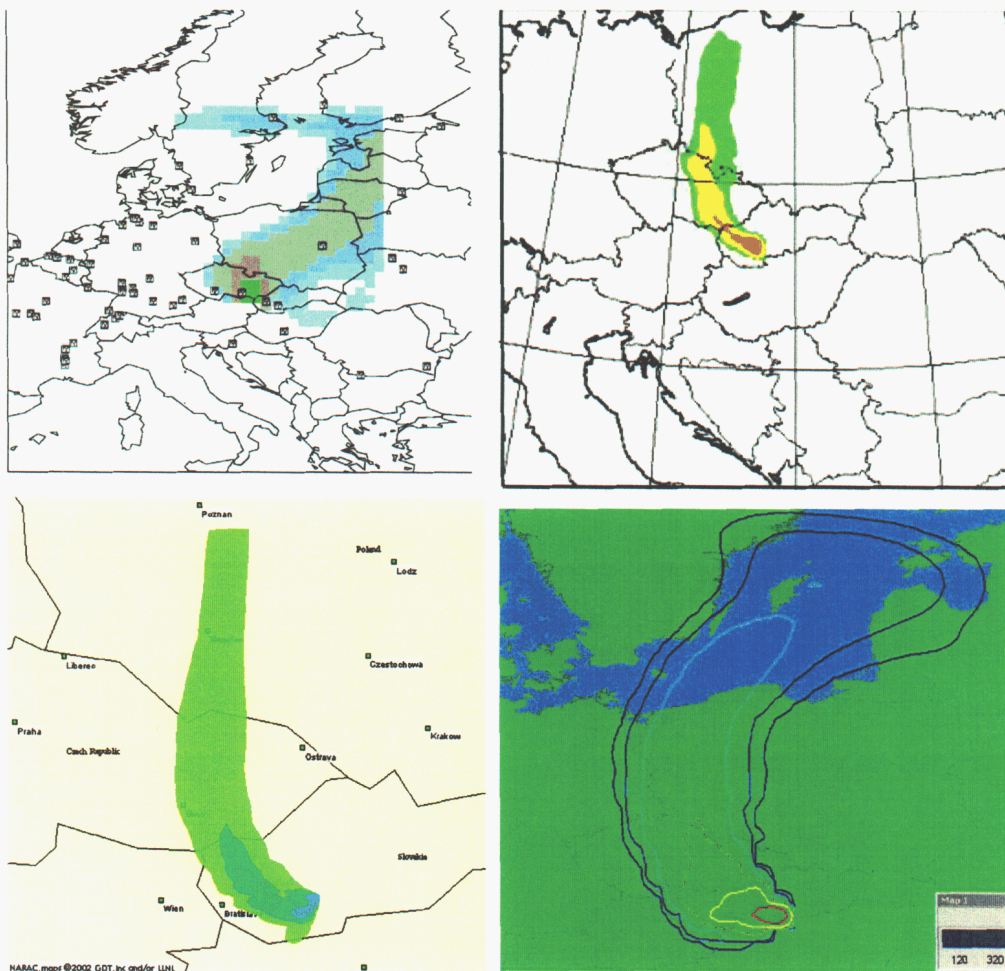 Poznan
Poland
Lodz
Liberec
Czestochowa
Praha
Krakow
Czech Republic
Ostrava
Slovakia
Wien
NARAC maps ©2002 GDT, Inc and/or LLNL
Map 1
120 320